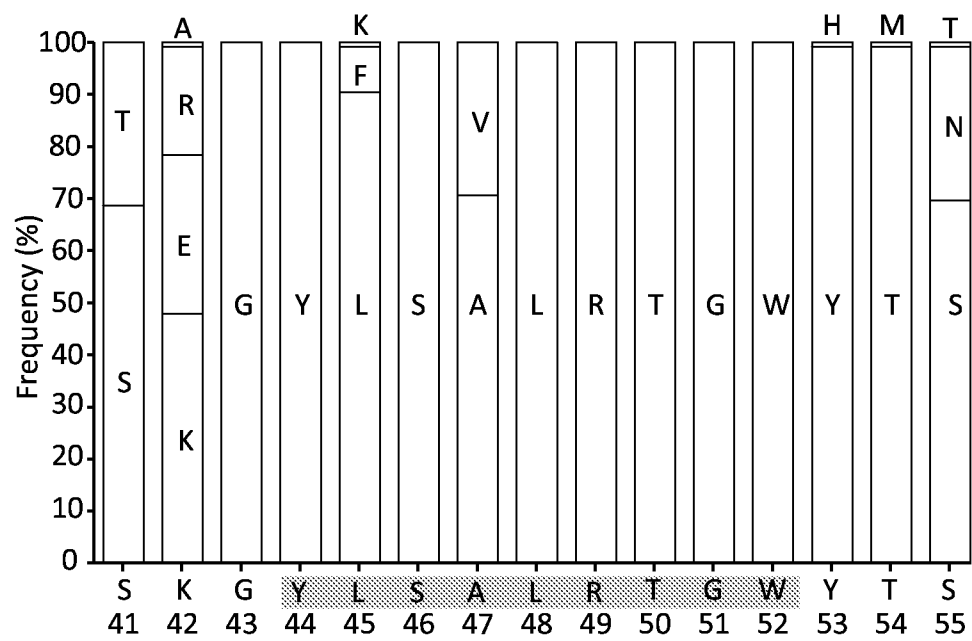 A K H M T
100
F
90
T R V N
80
70
60
E
50 G Y L S A L R T G W Y T S
40
S
30
K
20
10
0
Frequency (%)
S K G Y L S A L R T G W Y T S
41 42 43 44 45 46 47 48 49 50 51 52 53 54 55